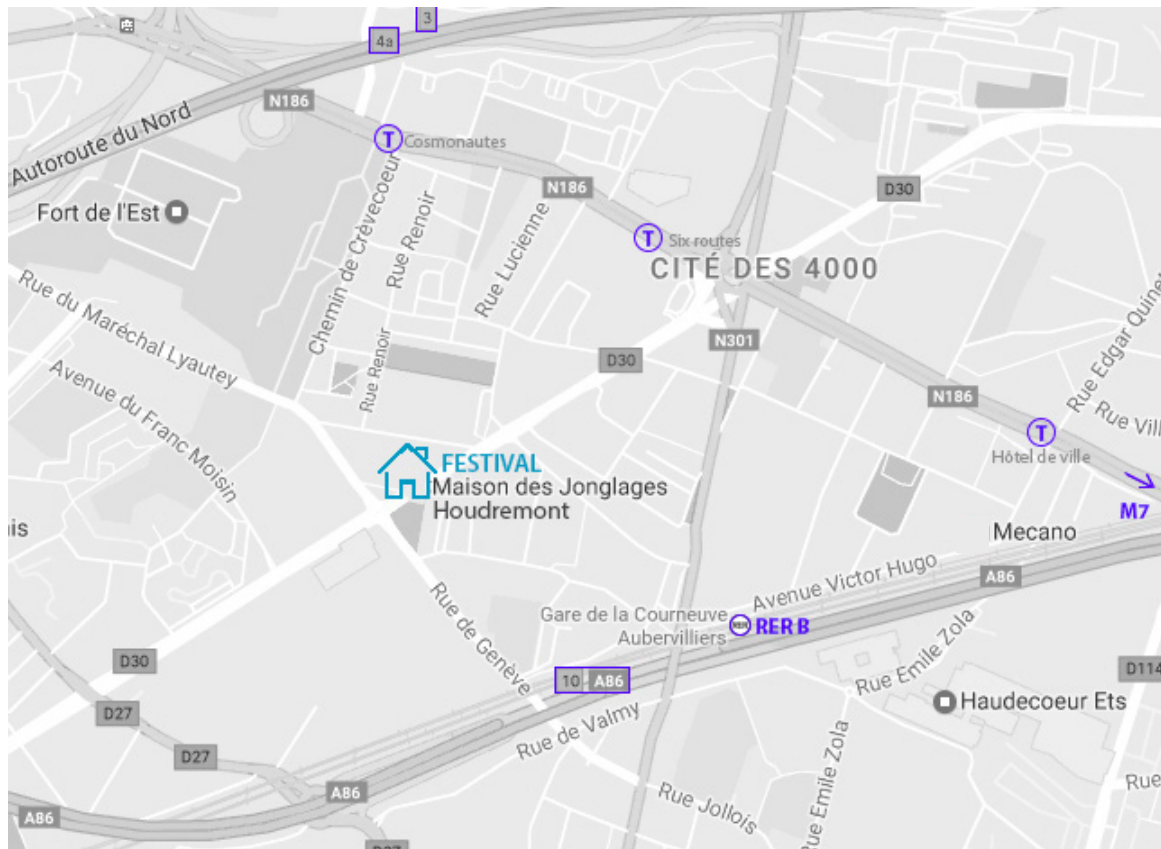 3
4a
N186
Autoroute du Nord
T Cosmonautes
N186
D30
Fort de l'Est
Chemin de Crèvecoeur
Rue Renoir
Rue Lucienne
T Six routes
CITÉ DES 4000
Rue du Maréchal Lyautey
Rue Edgar Quinet
N301
D30
Rue Renoir
Avenue du Franc Moisin
N186
Rue Vill
T
Hôtel de ville
FESTIVAL
Maison des Jonglages
Houdremont
M7
is
Mecano
Avenue Victor Hugo
A86
Gare de la Courneuve
Aubervilliers
RER B
Rue de Genève
Rue Emile Zola
D30
10 A86
D114
Haudecoeur Ets
D27
Rue de Valmy
D27
Rue Emile Zola
A86
Rue Jollois
Rue
A86
D27